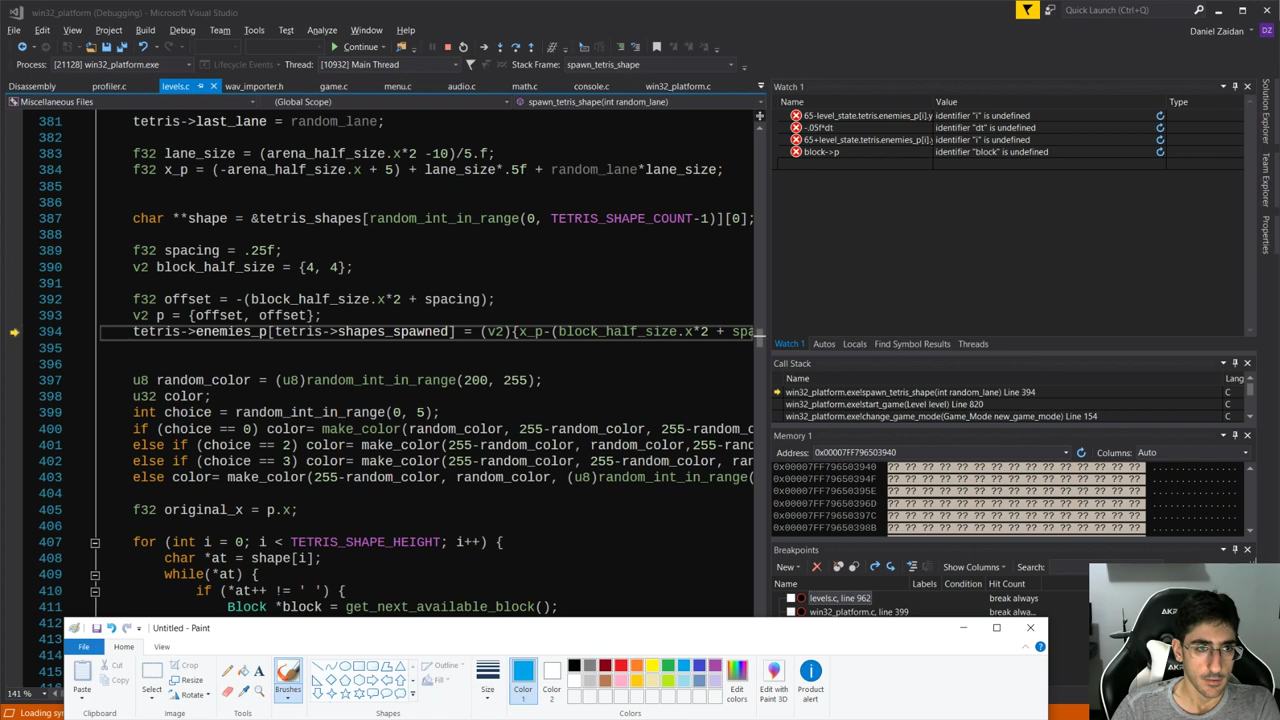 win32_platform (Debugging) - Microsoft Visual Studio
Quick Launch (Ctrl+Q)
File Edit View Project Build Debug Team Tools Test Analyze Window Help
Daniel Zaidan DZ
Continue
Process: [21128] win32_platform.exe Lifecycle Events Thread: [10932] Main Thread Stack Frame: spawn_tetris_shape
Disassembly profiler.c levels.c wav_importer.h game.c menu.c audio.c math.c console.c win32_platform.c
Miscellaneous Files (Global Scope) spawn_tetris_shape(int random_lane)
381 tetris->last_lane = random_lane;
382
383 f32 lane_size = (arena_half_size.x*2 -10)/5.f;
384 f32 x_p = (-arena_half_size.x + 5) + lane_size*.5f + random_lane*lane_size;
385
386
387 char **shape = &tetris_shapes[random_int_in_range(0, TETRIS_SHAPE_COUNT-1)][0];
388
389 f32 spacing = .25f;
390 v2 block_half_size = {4, 4};
391
392 f32 offset = -(block_half_size.x*2 + spacing);
393 v2 p = {offset, offset};
394 tetris->enemies_p[tetris->shapes_spawned] = (v2){x_p-(block_half_size.x*2 + spa
395
396
397 u8 random_color = (u8)random_int_in_range(200, 255);
398 u32 color;
399 int choice = random_int_in_range(0, 5);
400 if (choice == 0) color= make_color(random_color, 255-random_color, 255-random_c
401 else if (choice == 2) color= make_color(255-random_color, random_color,255-rand
402 else if (choice == 3) color= make_color(255-random_color, 255-random_color, ran
403 else color= make_color(255-random_color, random_color, (u8)random_int_in_range(
404
405 f32 original_x = p.x;
406
407 for (int i = 0; i < TETRIS_SHAPE_HEIGHT; i++) {
408 char *at = shape[i];
409 while(*at) {
410 if (*at++ != ' ') {
411 Block *block = get_next_available_block();
412
413
414
415
141 %
Loading sym
Watch 1
Name Value Type
65-level_state.tetris.enemies_p[i].y identifier "i" is undefined
-.05f*dt identifier "dt" is undefined
65+level_state.tetris.enemies_p[i].y identifier "i" is undefined
block->p identifier "block" is undefined
Watch 1 Autos Locals Find Symbol Results Threads
Call Stack
Name Lang
win32_platform.exe!spawn_tetris_shape(int random_lane) Line 394 C
win32_platform.exe!start_game(Level level) Line 820 C
win32_platform.exe!change_game_mode(Game_Mode new_game_mode) Line 154 C
Memory 1
Address: 0x00007FF796503940 Columns: Auto
0x00007FF796503940 ?? ?? ?? ?? ?? ?? ?? ?? ?? ?? ?? ?? ?? ?? ?? ...............
0x00007FF79650394F ?? ?? ?? ?? ?? ?? ?? ?? ?? ?? ?? ?? ?? ?? ?? ...............
0x00007FF79650395E ?? ?? ?? ?? ?? ?? ?? ?? ?? ?? ?? ?? ?? ?? ?? ...............
0x00007FF79650396D ?? ?? ?? ?? ?? ?? ?? ?? ?? ?? ?? ?? ?? ?? ?? ...............
0x00007FF79650397C ?? ?? ?? ?? ?? ?? ?? ?? ?? ?? ?? ?? ?? ?? ?? ...............
0x00007FF79650398B ?? ?? ?? ?? ?? ?? ?? ?? ?? ?? ?? ?? ?? ?? ?? ...............
Breakpoints
New Show Columns Search:
Name Labels Condition Hit Count
levels.c, line 962 break always
win32_platform.c, line 399 break alwa...
Solution Explorer
Team Explorer
Properties
Untitled - Paint
File Home View
Paste Cut Copy
Clipboard
Select Crop Resize Rotate
Image
Tools
Brushes
Outline Fill
Shapes
Size
Color 1
Color 2
Edit colors
Colors
Edit with Paint 3D
Product alert
AKR